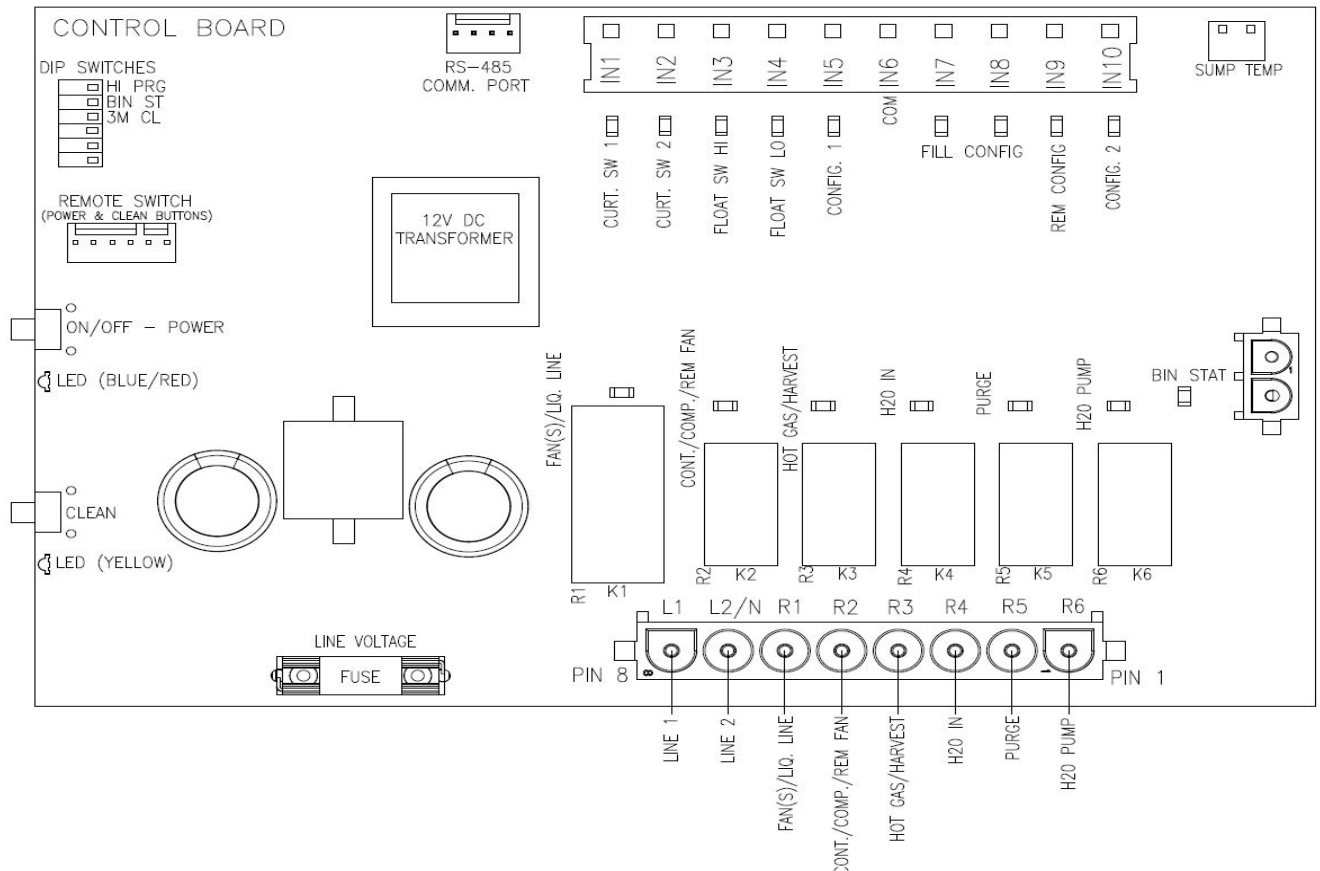 CONTROL BOARD
DIP SWITCHES
HI PRG
BIN ST
3M CL
RS-485
COMM. PORT
IN1
IN2
IN3
IN4
IN5
IN6
IN7
IN8
IN9
IN10
SUMP TEMP
CURT. SW 1
CURT. SW 2
FLOAT SW HI
FLOAT SW LO
CONFIG. 1
COM
FILL CONFIG
REM CONFIG
CONFIG. 2
REMOTE SWITCH
(POWER & CLEAN BUTTONS)
12V DC
TRANSFORMER
ON/OFF - POWER
LED (BLUE/RED)
CLEAN
LED (YELLOW)
FAN(S)/LIQ. LINE
CONT./COMP./REM FAN
HOT GAS/HARVEST
H20 IN
PURGE
H20 PUMP
BIN STAT
1
R1 K1
R2 K2
R3 K3
R4 K4
R5 K5
R6 K6
L1 L2/N R1 R2 R3 R4 R5 R6
LINE VOLTAGE
FUSE
PIN 8
8
1
PIN 1
LINE 1
LINE 2
FAN(S)/LIQ. LINE
CONT./COMP./REM FAN
HOT GAS/HARVEST
H20 IN
PURGE
H20 PUMP